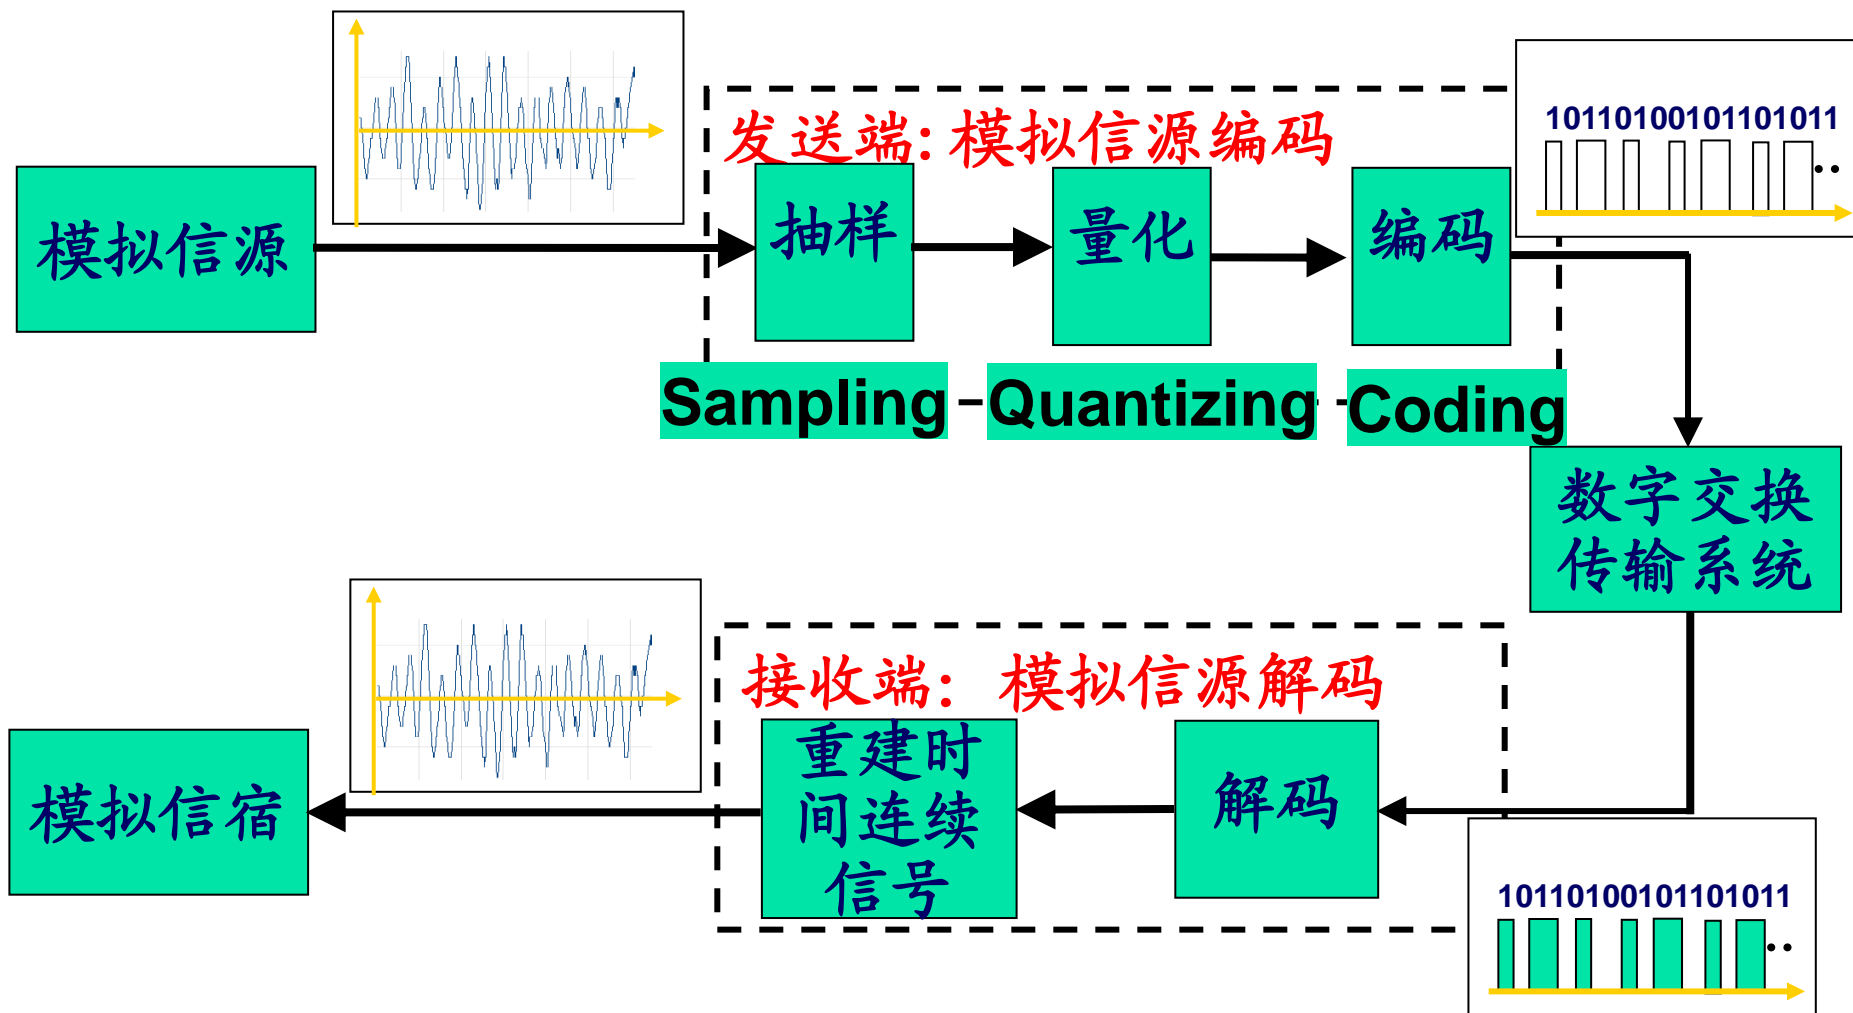 发送端:模拟信源编码
10110100101101011
模拟信源
抽样
量化
编码
Sampling
Quantizing
Coding
数字交换
传输系统
接收端：模拟信源解码
模拟信宿
重建时
间连续
信号
解码
10110100101101011